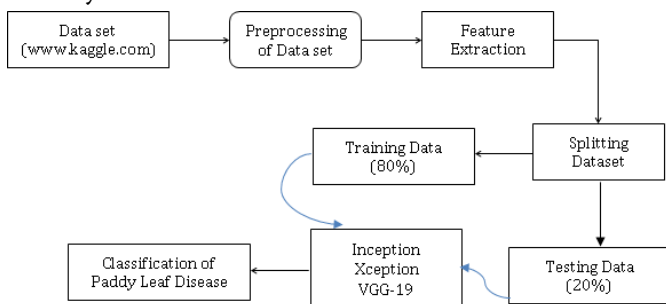 Data set
(www.kaggle.com)
Preprocessing
of Data set
Feature
Extraction
Splitting
Dataset
Training Data
(80%)
Testing Data
(20%)
Inception
Xception
VGG-19
Classification of
Paddy Leaf Disease